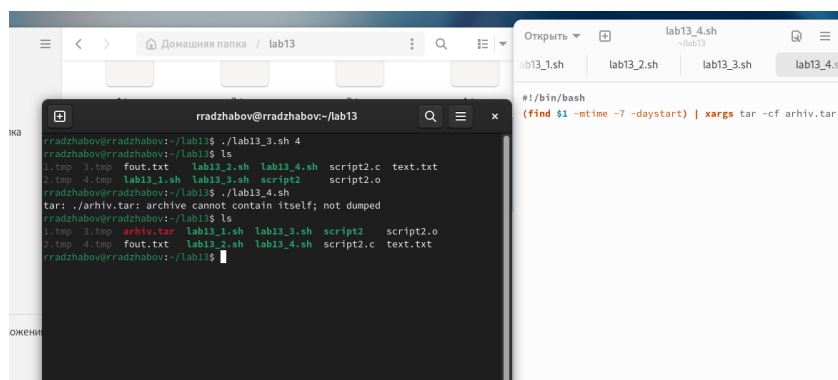 Домашняя папка / lab13
Открыть
lab13_4.sh
~/lab13
lab13_2.sh
lab13_3.sh
#!/bin/bash
(find $1 -mtime -7 -daystart) | xargs tar -cf arhiv.tar
rradzhabov@rradzhabov:~/lab13
rradzhabov@rradzhabov:~/lab13$ ./lab13_3.sh 4
rradzhabov@rradzhabov:~/lab13$ ls
1.tmp 3.tmp fout.txt lab13_2.sh lab13_4.sh script2.c text.txt
2.tmp 4.tmp lab13_1.sh lab13_3.sh script2 script2.o
rradzhabov@rradzhabov:~/lab13$ ./lab13_4.sh
tar: ./arhiv.tar: archive cannot contain itself; not dumped
rradzhabov@rradzhabov:~/lab13$ ls
1.tmp 3.tmp arhiv.tar lab13_1.sh lab13_3.sh script2 script2.o
2.tmp 4.tmp fout.txt lab13_2.sh lab13_4.sh script2.c text.txt
rradzhabov@rradzhabov:~/lab13$